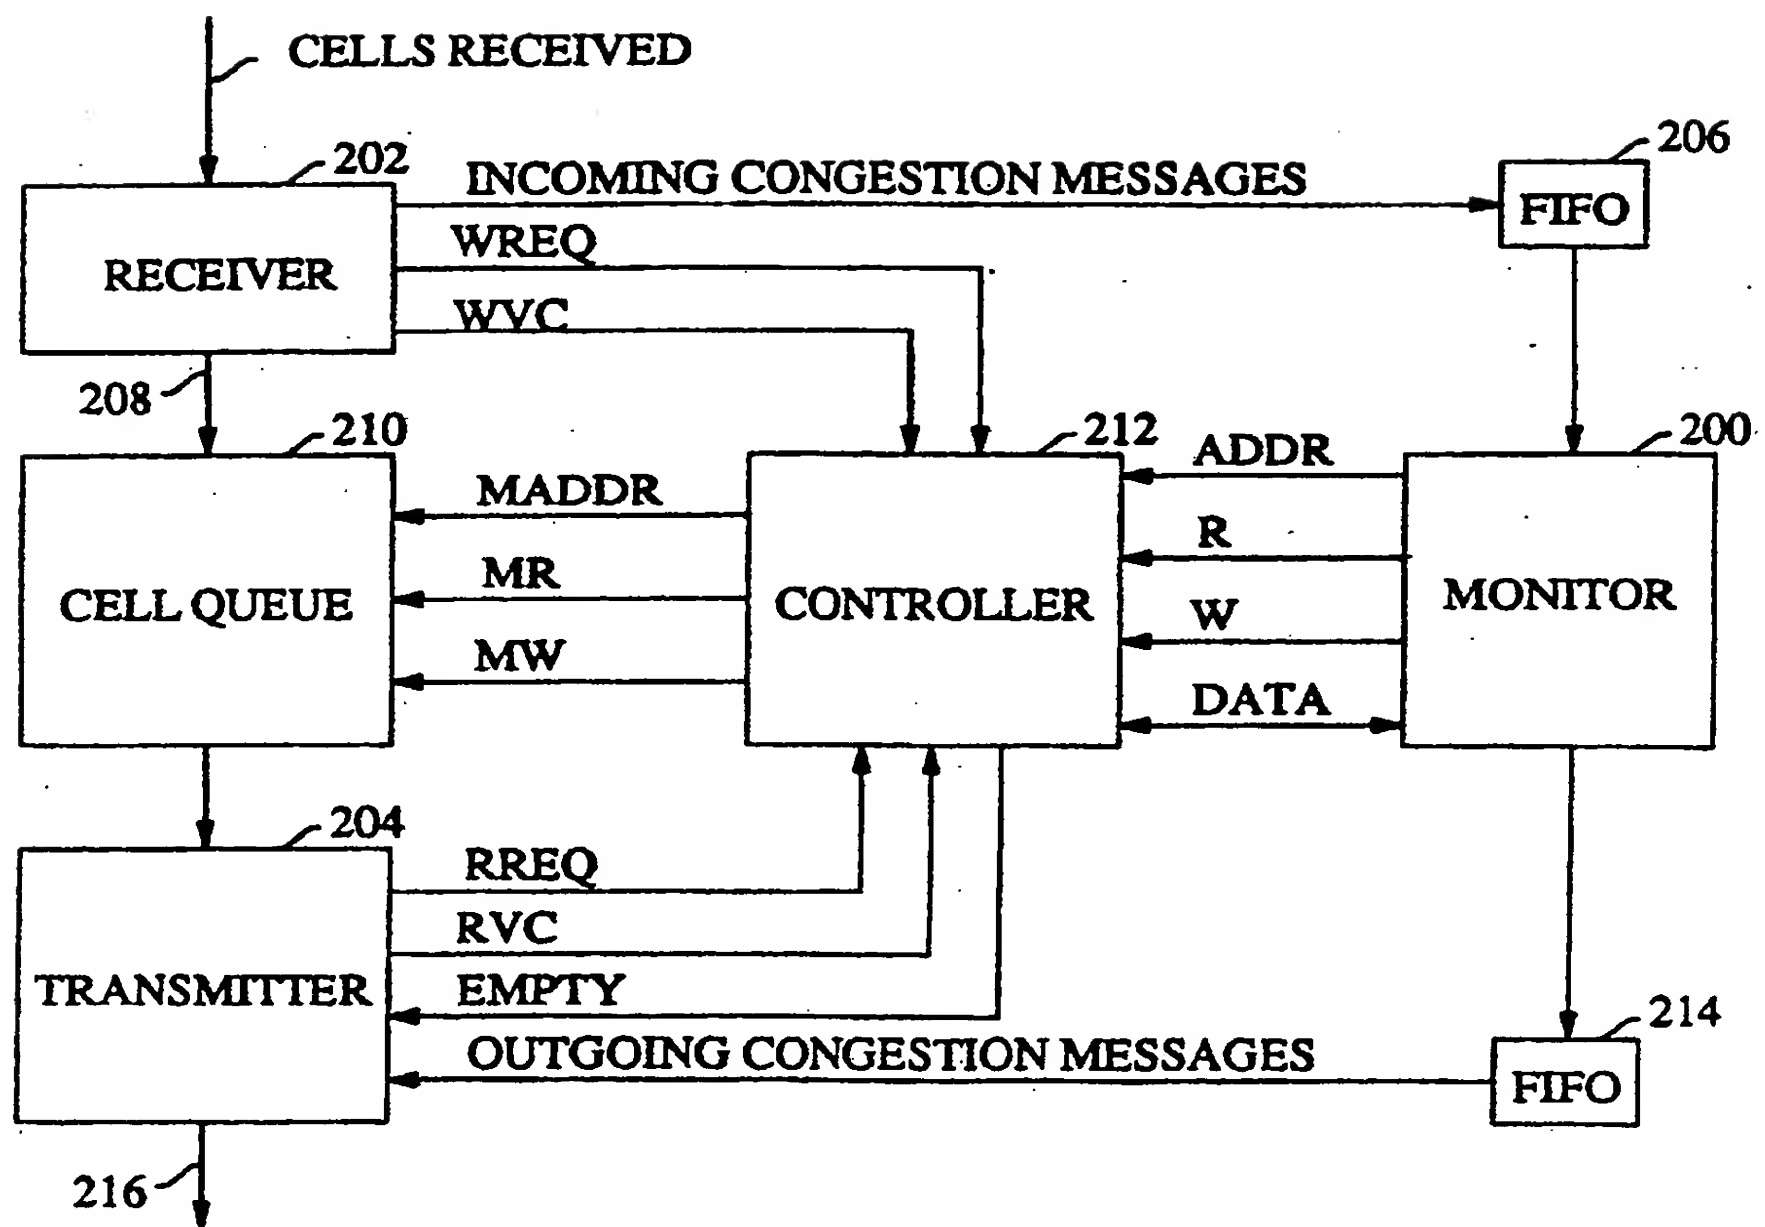 CELLS RECEIVED
202
INCOMING CONGESTION MESSAGES
206
FIFO
WREQ
RECEIVER
WVC
208
210
212
200
ADDR
MADDR
R
MR
CELL QUEUE
CONTROLLER
MONITOR
W
MW
DATA
204
RREQ
RVC
TRANSMITTER
EMPTY
214
OUTGOING CONGESTION MESSAGES
FIFO
216